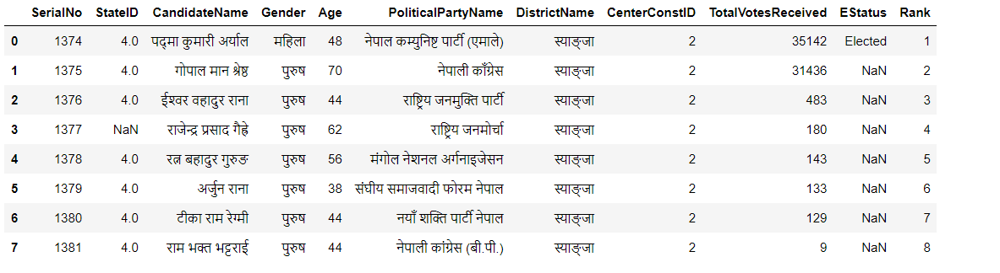 SerialNo StateID CandidateName Gender Age PoliticalPartyName DistrictName CenterConstID TotalVotesReceived EStatus Rank
0 1374 4.0 पद्मा कुमारी अर्याल महिला 48 नेपाल कम्युनिष्ट पार्टी (एमाले) स्याङ्जा 2 35142 Elected 1
1 1375 4.0 गोपाल मान श्रेष्ठ पुरुष 70 नेपाली काँग्रेस स्याङ्जा 2 31436 NaN 2
2 1376 4.0 ईश्वर वहादुर राना पुरुष 44 राष्ट्रिय जनमुक्ति पार्टी स्याङ्जा 2 483 NaN 3
3 1377 NaN राजेन्द्र प्रसाद गैह्रे पुरुष 62 राष्ट्रिय जनमोर्चा स्याङ्जा 2 180 NaN 4
4 1378 4.0 रत्न बहादुर गुरुङ पुरुष 56 मंगोल नेशनल अर्गनाइजेसन स्याङ्जा 2 143 NaN 5
5 1379 4.0 अर्जुन राना पुरुष 38 संघीय समाजवादी फोरम नेपाल स्याङ्जा 2 133 NaN 6
6 1380 4.0 टीका राम रेग्मी पुरुष 44 नयाँ शक्ति पार्टी नेपाल स्याङ्जा 2 129 NaN 7
7 1381 4.0 राम भक्त भट्टराई पुरुष 44 नेपाली कांग्रेस (बी.पी.) स्याङ्जा 2 9 NaN 8